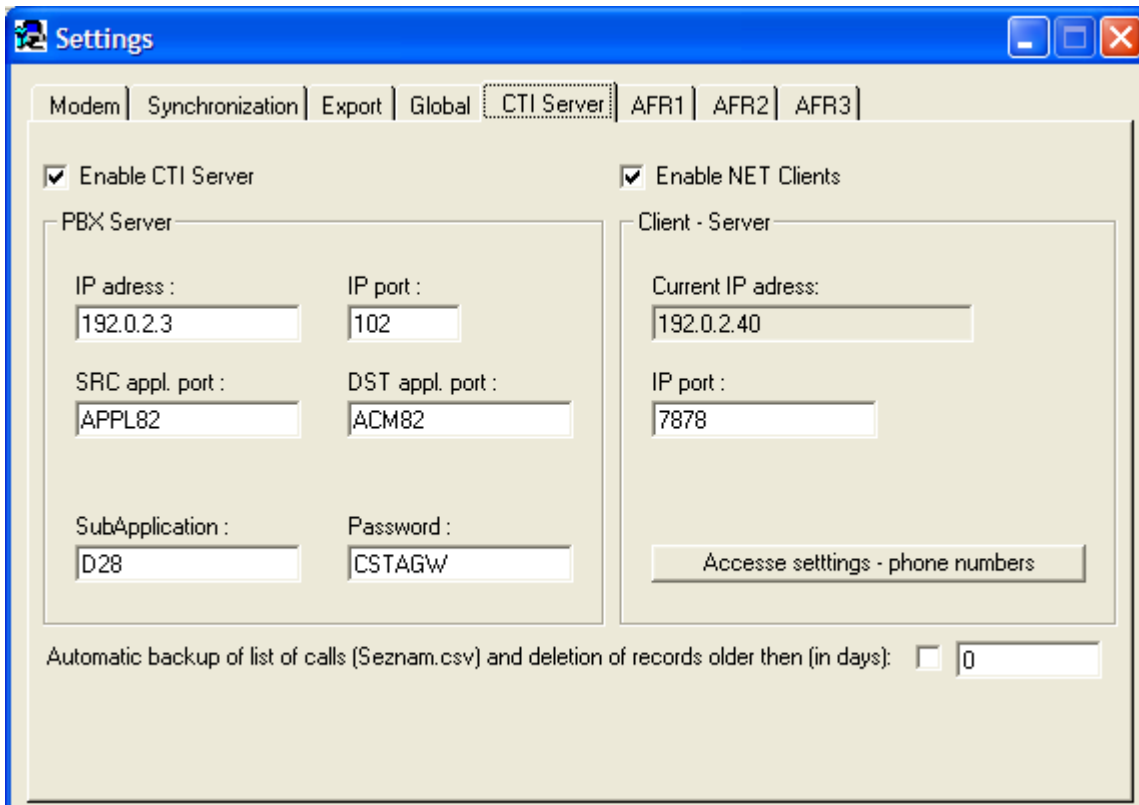 Settings
Modem Synchronization Export Global CTI Server AFR1 AFR2 AFR3
Enable CTI Server
Enable NET Clients
PBX Server
Client - Server
IP adress :
IP port :
Current IP adress:
192.0.2.3
102
192.0.2.40
SRC appl. port :
DST appl. port :
IP port :
APPL82
ACM82
7878
SubApplication :
Password :
D28
CSTAGW
Accesse setttings - phone numbers
Automatic backup of list of calls (Seznam.csv) and deletion of records older then (in days):
0